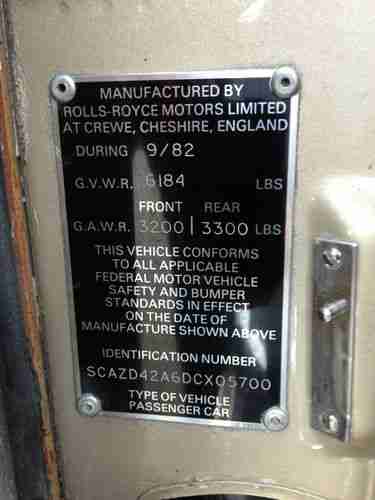 MANUFACTURED BY
ROLLS-ROYCE MOTORS LIMITED
AT CREWE, CHESHIRE, ENGLAND
DURING 9/82
G.V.W.R. 6184 LBS
FRONT REAR
G.A.W.R. 3200 | 3300 LBS
THIS VEHICLE CONFORMS
TO ALL APPLICABLE
FEDERAL MOTOR VEHICLE
SAFETY AND BUMPER
STANDARDS IN EFFECT
ON THE DATE OF
MANUFACTURE SHOWN ABOVE
IDENTIFICATION NUMBER
SCAZD42A6DCX05700
TYPE OF VEHICLE
PASSENGER CAR